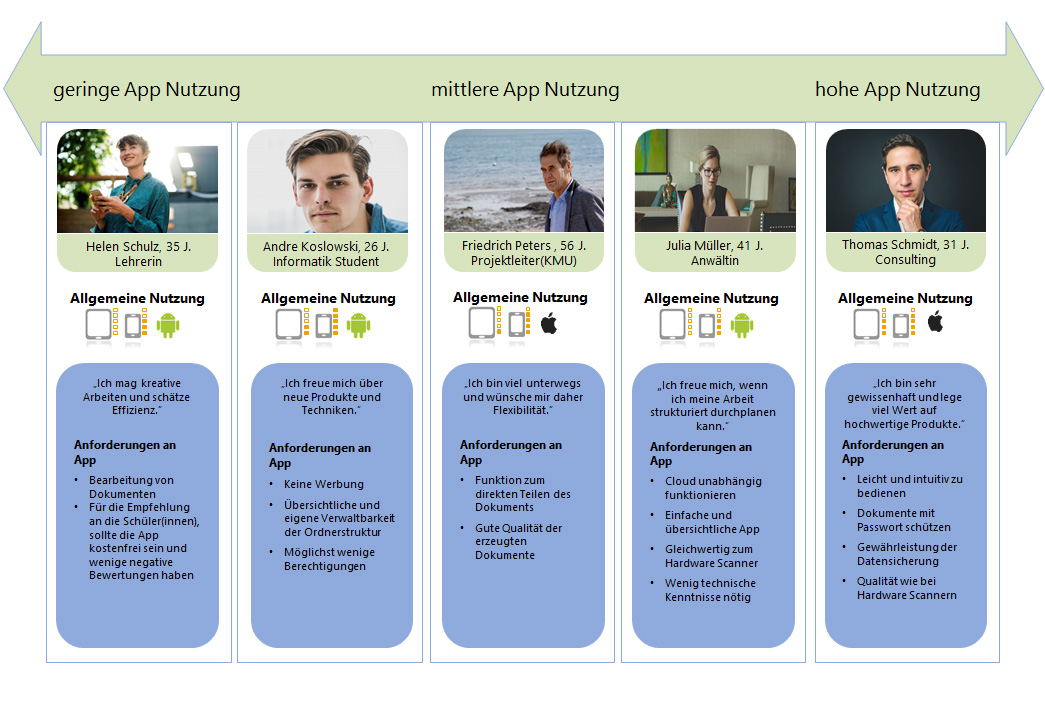 geringe App Nutzung
mittlere App Nutzung
hohe App Nutzung
Helen Schulz, 35 J.
Lehrerin
Allgemeine Nutzung
„Ich mag kreative
Arbeiten und schätze
Effizienz.“
Anforderungen an
App
• Bearbeitung von
Dokumenten
• Für die Empfehlung
an die Schüler(innen),
sollte die App
kostenfrei sein und
wenige negative
Bewertungen haben
Andre Koslowski, 26 J.
Informatik Student
Allgemeine Nutzung
„Ich freue mich über
neue Produkte und
Techniken.“
Anforderungen an
App
• Keine Werbung
• Übersichtliche und
eigene Verwaltbarkeit
der Ordnerstruktur
• Möglichst wenige
Berechtigungen
Friedrich Peters , 56 J.
Projektleiter(KMU)
Allgemeine Nutzung
„Ich bin viel unterwegs
und wünsche mir daher
Flexibilität.“
Anforderungen an
App
• Funktion zum
direkten Teilen des
Dokuments
• Gute Qualität der
erzeugten
Dokumente
Julia Müller, 41 J.
Anwältin
Allgemeine Nutzung
„Ich freue mich, wenn
ich meine Arbeit
strukturiert durchplanen
kann.“
Anforderungen an
App
• Cloud unabhängig
funktionieren
• Einfache und
übersichtliche App
• Gleichwertig zum
Hardware Scanner
• Wenig technische
Kenntnisse nötig
Thomas Schmidt, 31 J.
Consulting
Allgemeine Nutzung
„Ich bin sehr
gewissenhaft und lege
viel Wert auf
hochwertige Produkte.“
Anforderungen an
App
• Leicht und intuitiv zu
bedienen
• Dokumente mit
Passwort schützen
• Gewährleistung der
Datensicherung
• Qualität wie bei
Hardware Scannern